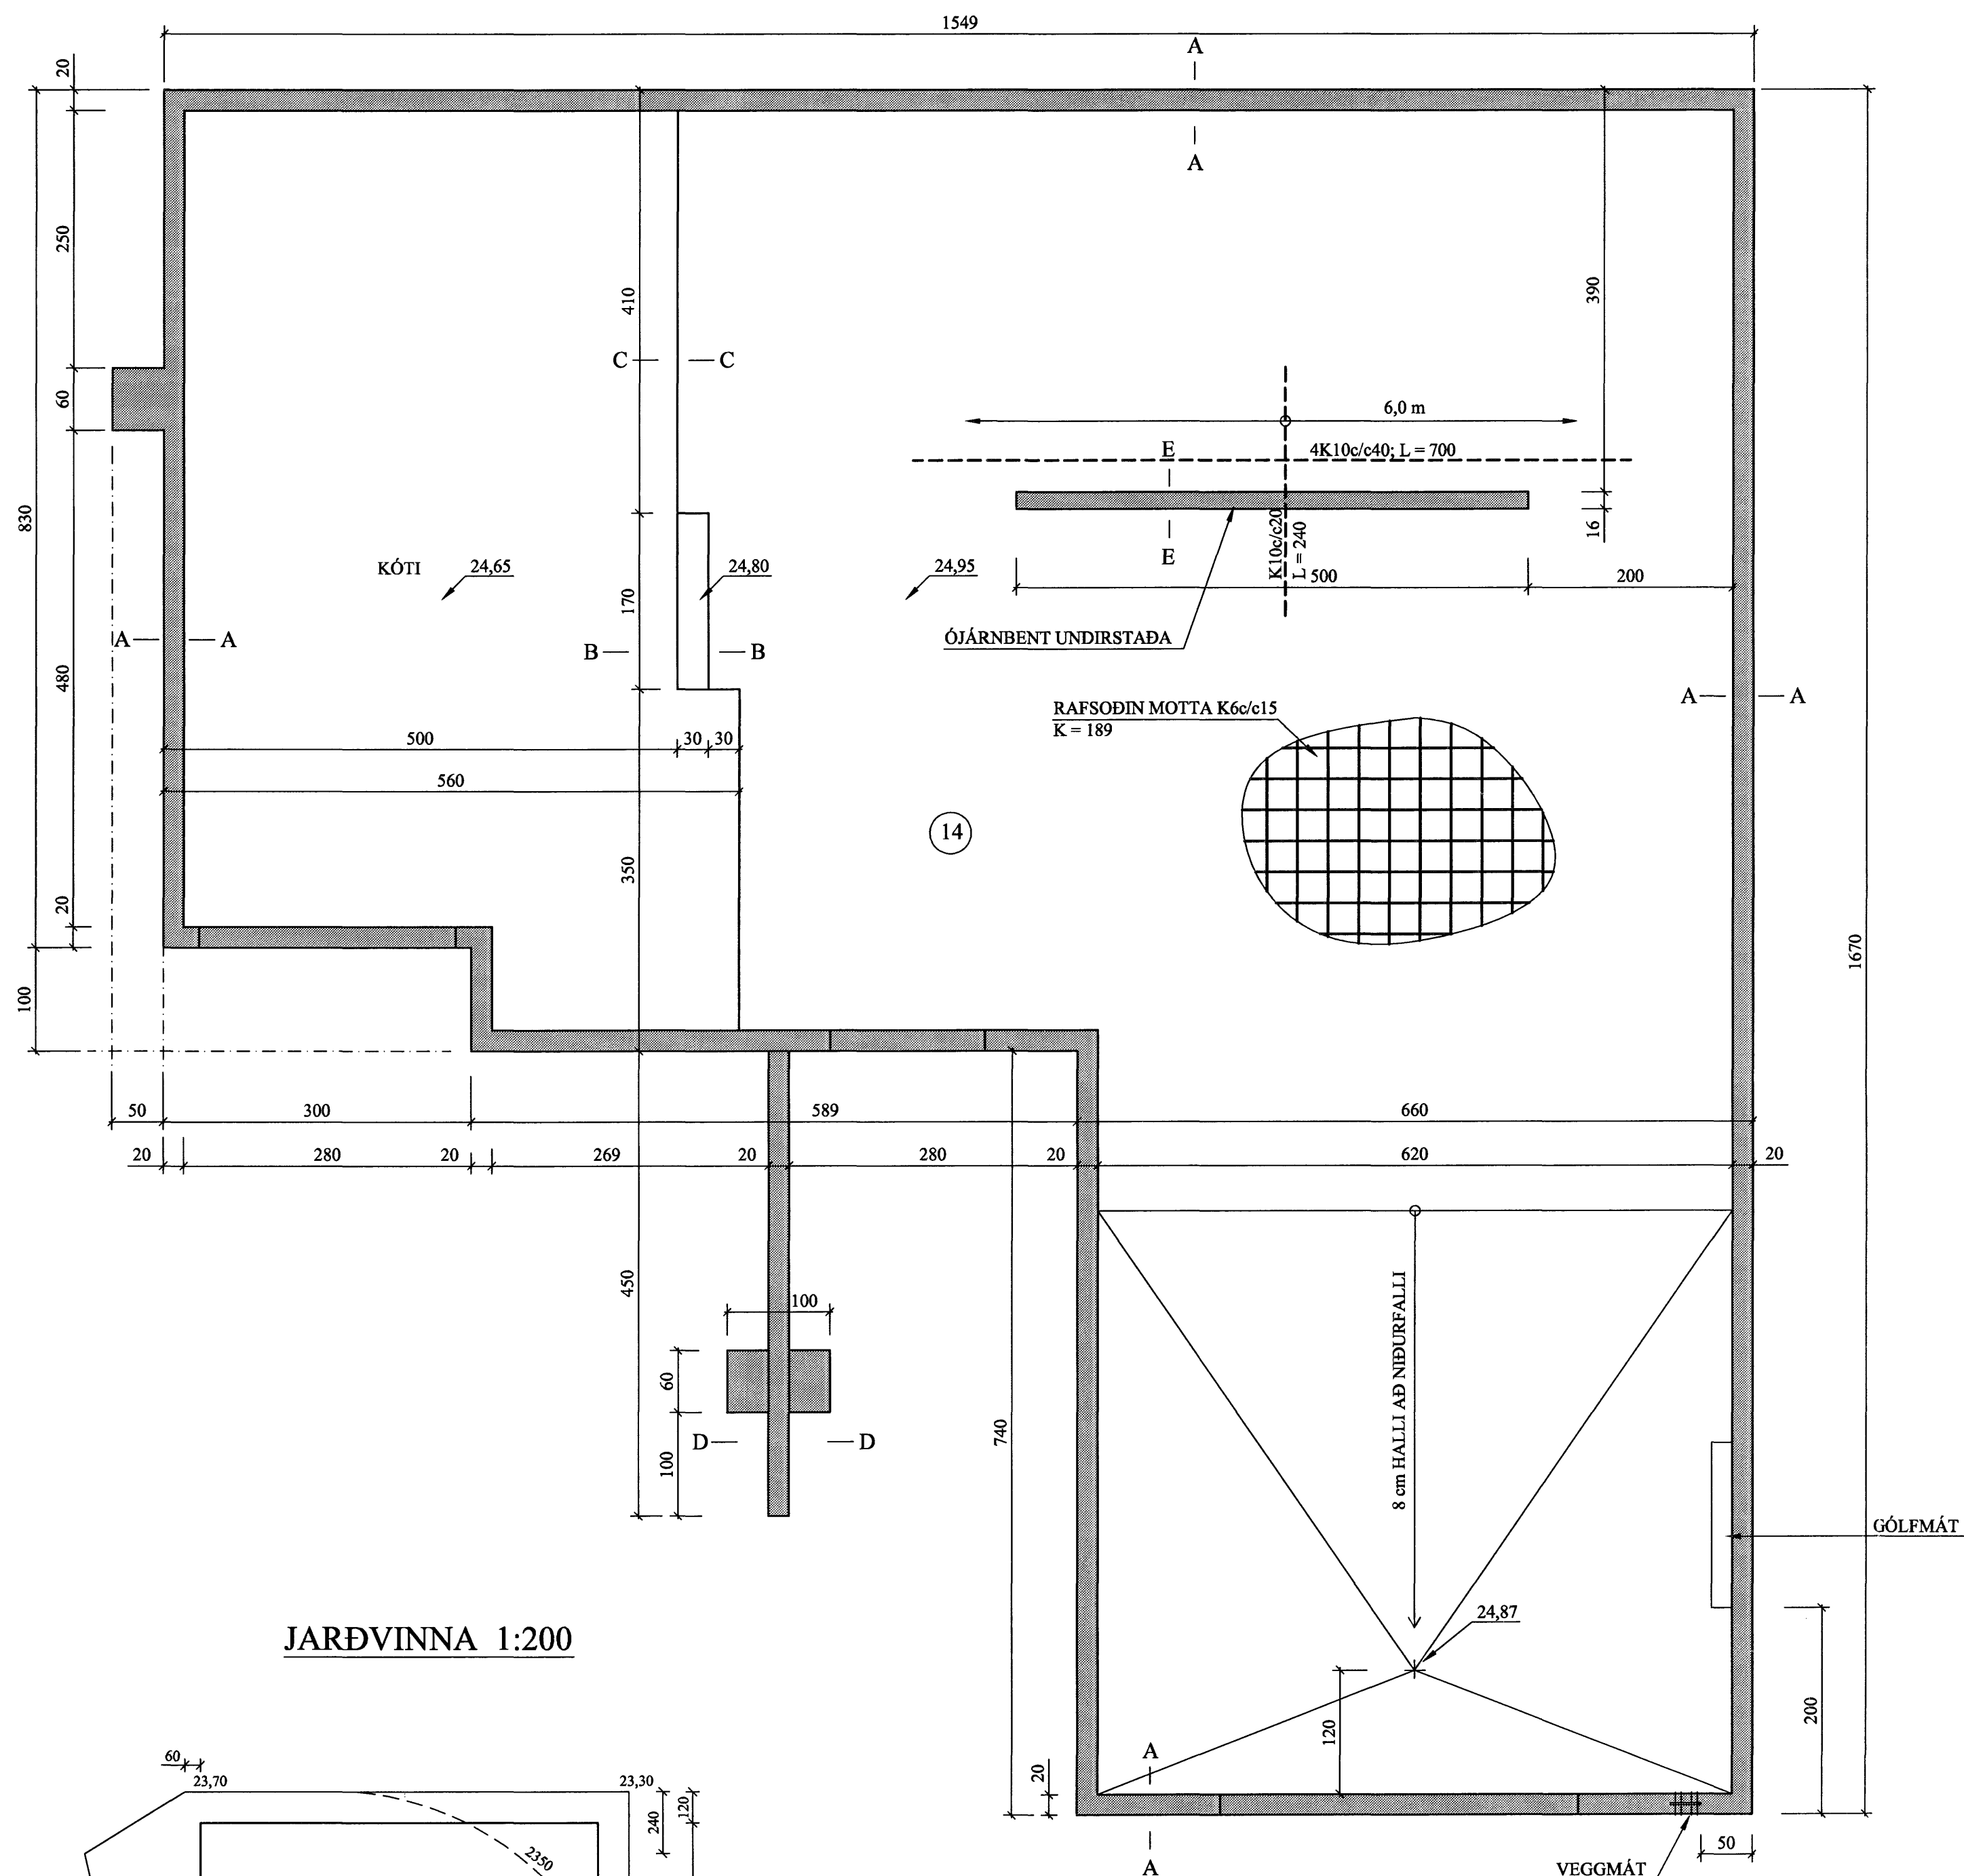 1549
A
20
A
250
410
390
C C
60
6,0 m
E
4K10c/c40; L = 700
830
16
K10c/c20
L = 240
E
KÓTI
24,65
24,80
24,95
500
200
170
ÓJÁRNBENT UNDIRSTAÐA
A A
B B
480
A A
RAFSOÐIN MOTTA K6c/c15
K = 189
500
30
30
560
14
350
20
1670
100
50
300
589
660
20
280
20
269
20
280
20
620
20
450
100
8 cm HALLI AÐ NIÐURFALLI
60
740
D D
100
GÓLFMÁT
24,87
JARÐVINNA 1:200
120
200
60
A
20
23,70
23,30
240
120
50
2350
A
VEGGMÁT